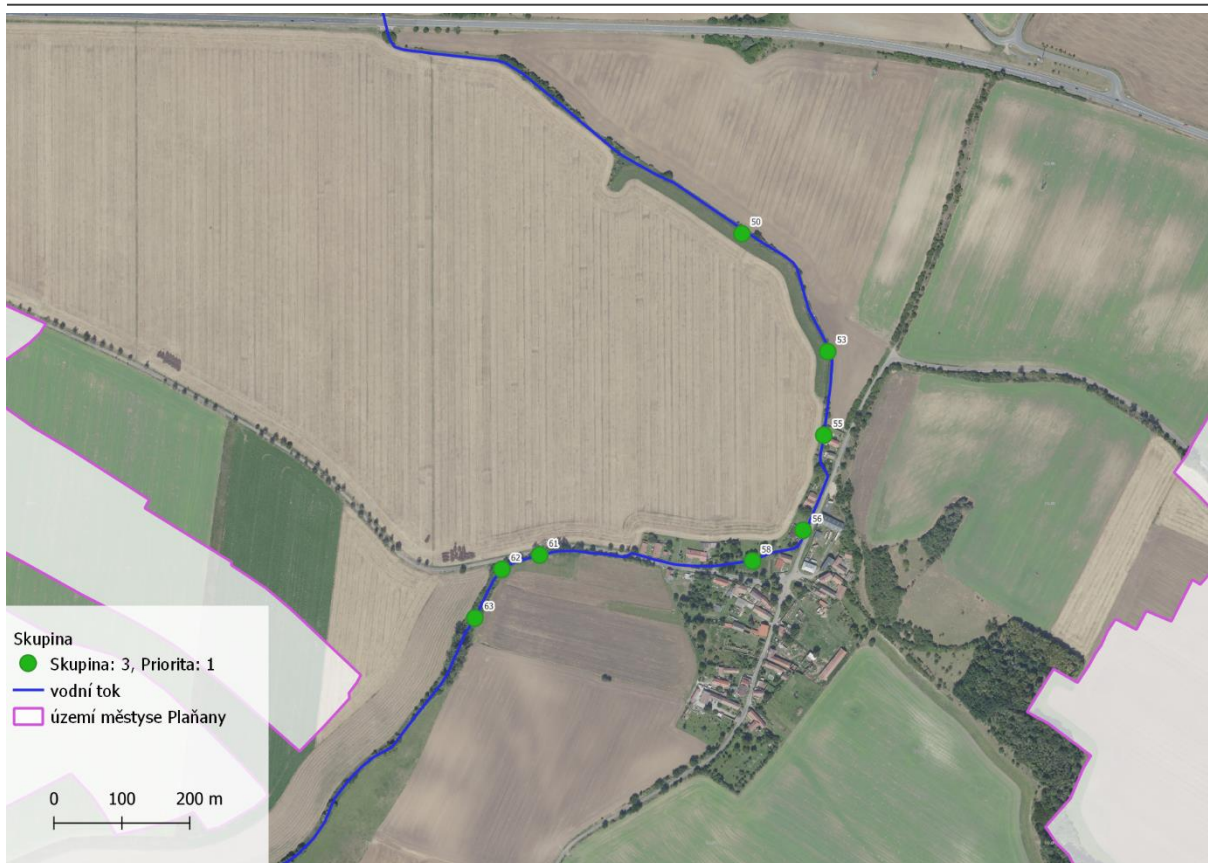 50
53
55
56
58
61
62
63
Skupina
Skupina: 3, Priorita: 1
vodní tok
území městyse Plaňany
0 100 200 m